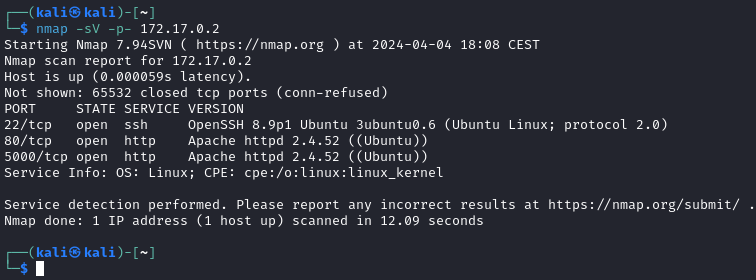 ┌──(kali㉿kali)-[~]
└─$ nmap -sV -p- 172.17.0.2
Starting Nmap 7.94SVN ( https://nmap.org ) at 2024-04-04 18:08 CEST
Nmap scan report for 172.17.0.2
Host is up (0.000059s latency).
Not shown: 65532 closed tcp ports (conn-refused)
PORT     STATE SERVICE VERSION
22/tcp   open  ssh     OpenSSH 8.9p1 Ubuntu 3ubuntu0.6 (Ubuntu Linux; protocol 2.0)
80/tcp   open  http    Apache httpd 2.4.52 ((Ubuntu))
5000/tcp open  http    Apache httpd 2.4.52 ((Ubuntu))
Service Info: OS: Linux; CPE: cpe:/o:linux:linux_kernel

Service detection performed. Please report any incorrect results at https://nmap.org/submit/ .
Nmap done: 1 IP address (1 host up) scanned in 12.09 seconds

┌──(kali㉿kali)-[~]
└─$